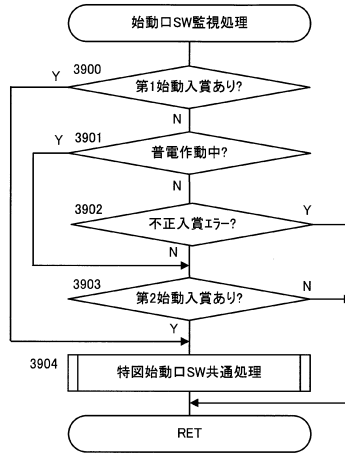 始動口SW監視処理
3900
Y
第1始動入賞あり?
N
3901
Y
普電作動中?
N
3902
不正入賞エラー?
Y
N
3903
第2始動入賞あり?
N
Y
3904
特図始動口SW共通処理
RET